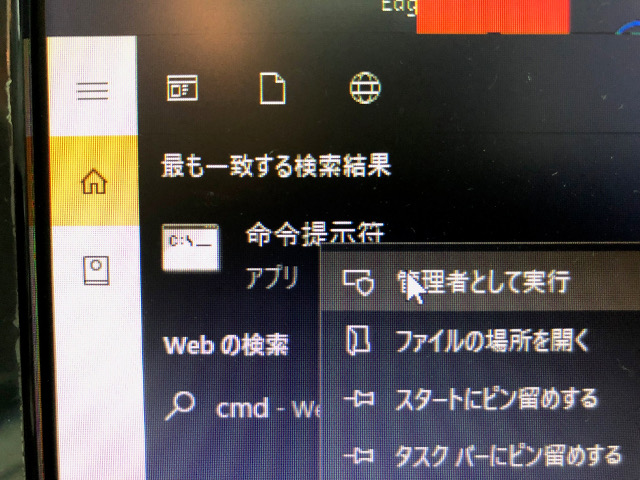 Edg
最も一致する検索結果
C:\_
命令提示符
アプリ
管理者として実行
ファイルの場所を開く
Web の検索
スタートにピン留めする
cmd - We
タスク バーにピン留めする